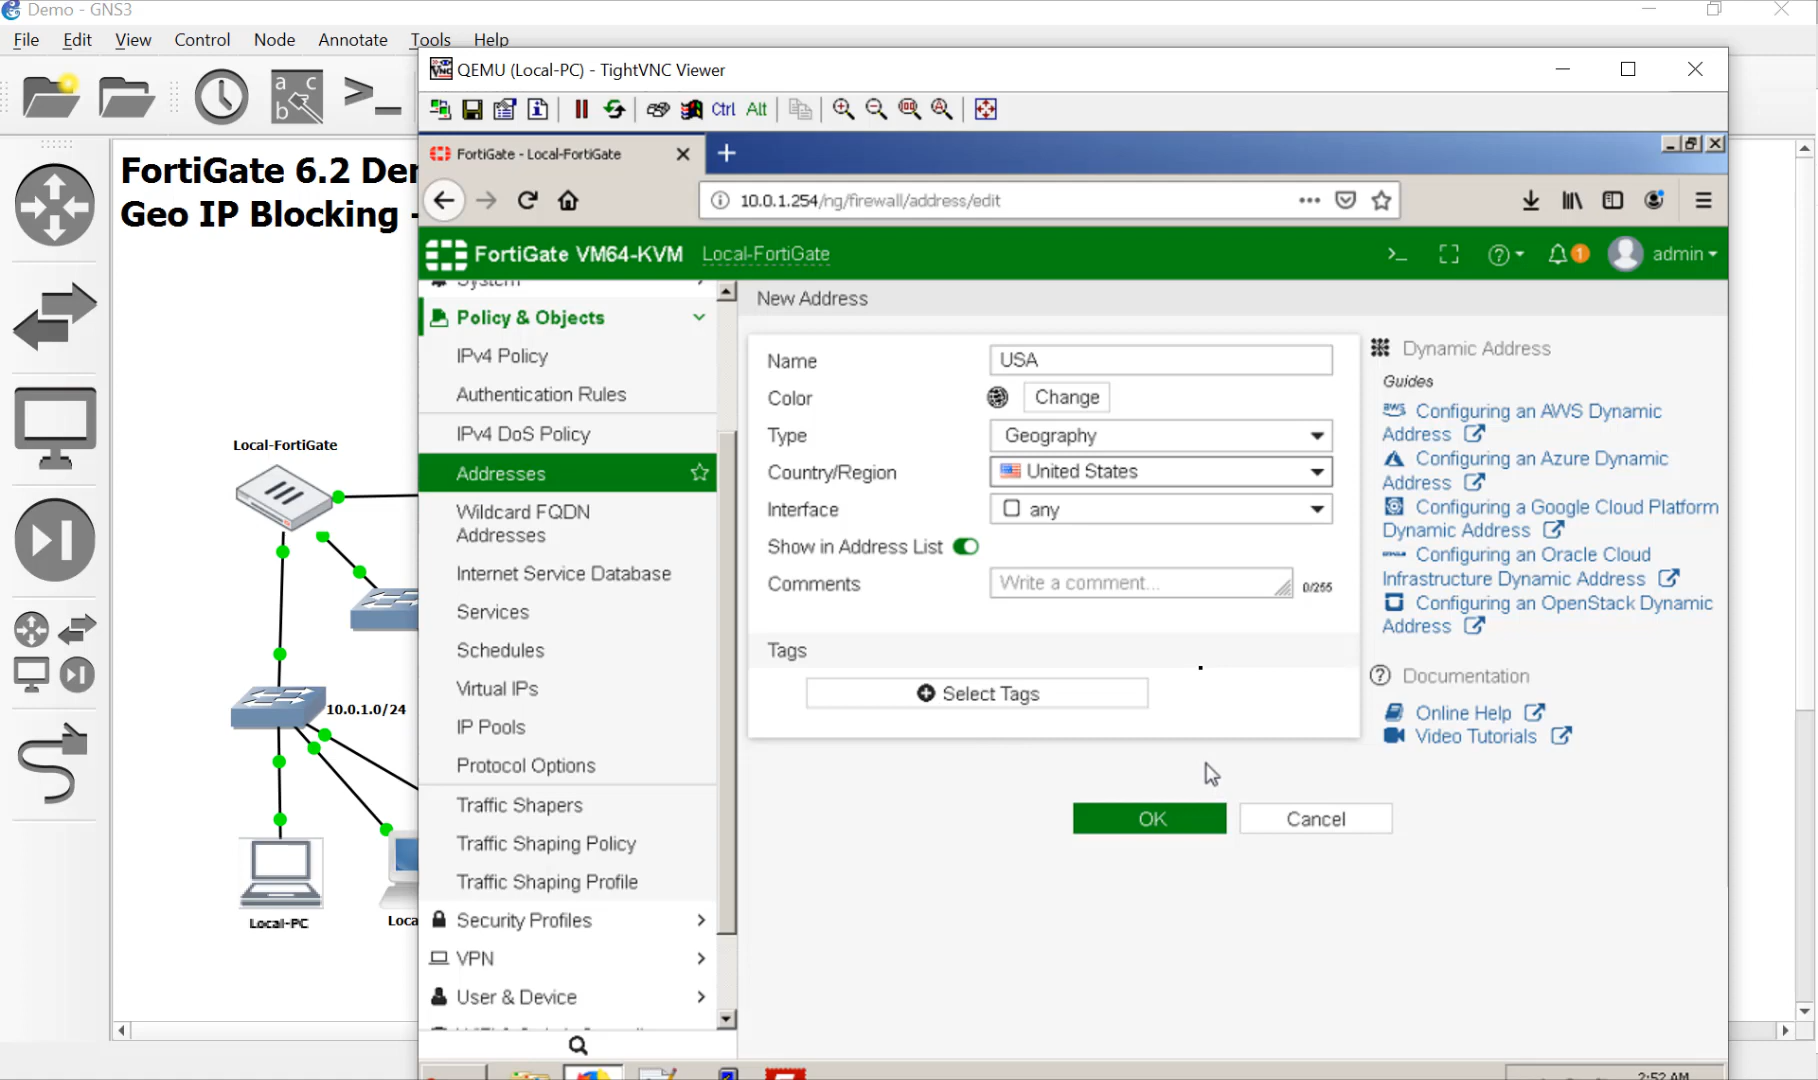 Demo - GNS3
File Edit View Control Node Annotate Tools Help
a c
b
FortiGate 6.2 Der
Geo IP Blocking -
Local-FortiGate
10.0.1.0/24
Local-PC
Loca
QEMU (Local-PC) - TightVNC Viewer
Ctrl Alt
FortiGate - Local-FortiGate
10.0.1.254/ng/firewall/address/edit
FortiGate VM64-KVM Local-FortiGate
1
admin
System
Policy & Objects
IPv4 Policy
Authentication Rules
IPv4 DoS Policy
Addresses
Wildcard FQDN
Addresses
Internet Service Database
Services
Schedules
Virtual IPs
IP Pools
Protocol Options
Traffic Shapers
Traffic Shaping Policy
Traffic Shaping Profile
Security Profiles
VPN
User & Device
New Address
Name USA
Color Change
Type Geography
Country/Region United States
Interface any
Show in Address List
Comments Write a comment... 0/255
Tags
Select Tags
OK Cancel
Dynamic Address
Guides
aws Configuring an AWS Dynamic
Address
Configuring an Azure Dynamic
Address
Configuring a Google Cloud Platform
Dynamic Address
Configuring an Oracle Cloud
Infrastructure Dynamic Address
Configuring an OpenStack Dynamic
Address
Documentation
Online Help
Video Tutorials
2:52 AM